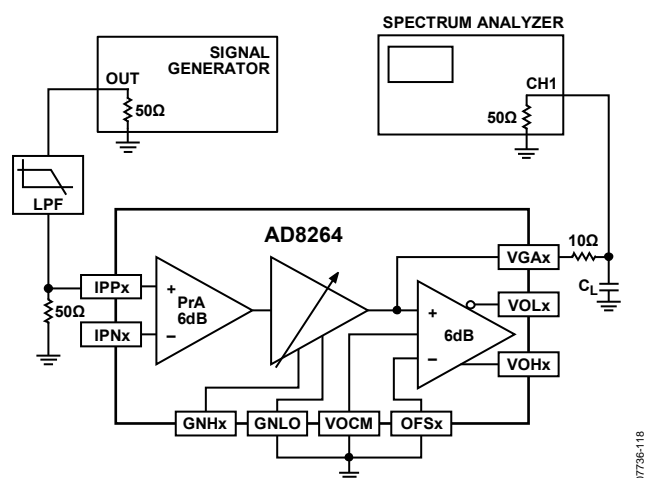 SPECTRUM ANALYZER
SIGNAL
GENERATOR
OUT
50Ω
CH1
50Ω
LPF
AD8264
VGAx
10Ω
IPPx
+
PrA
6dB
–
50Ω
IPNx
+
6dB
–
CL
VOLx
VOHx
GNHx
GNLO
VOCM
OFSx
07736-118